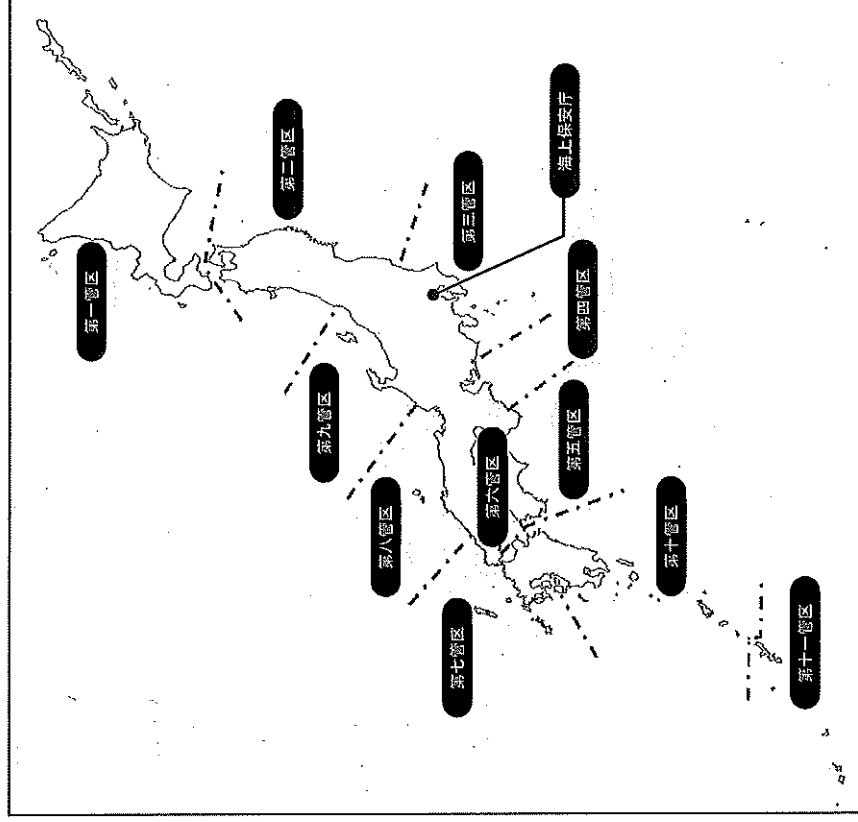 第一管区
第二管区
第三管区
海上保安庁
第四管区
第五管区
第六管区
第七管区
第八管区
第九管区
第十管区
第十一管区